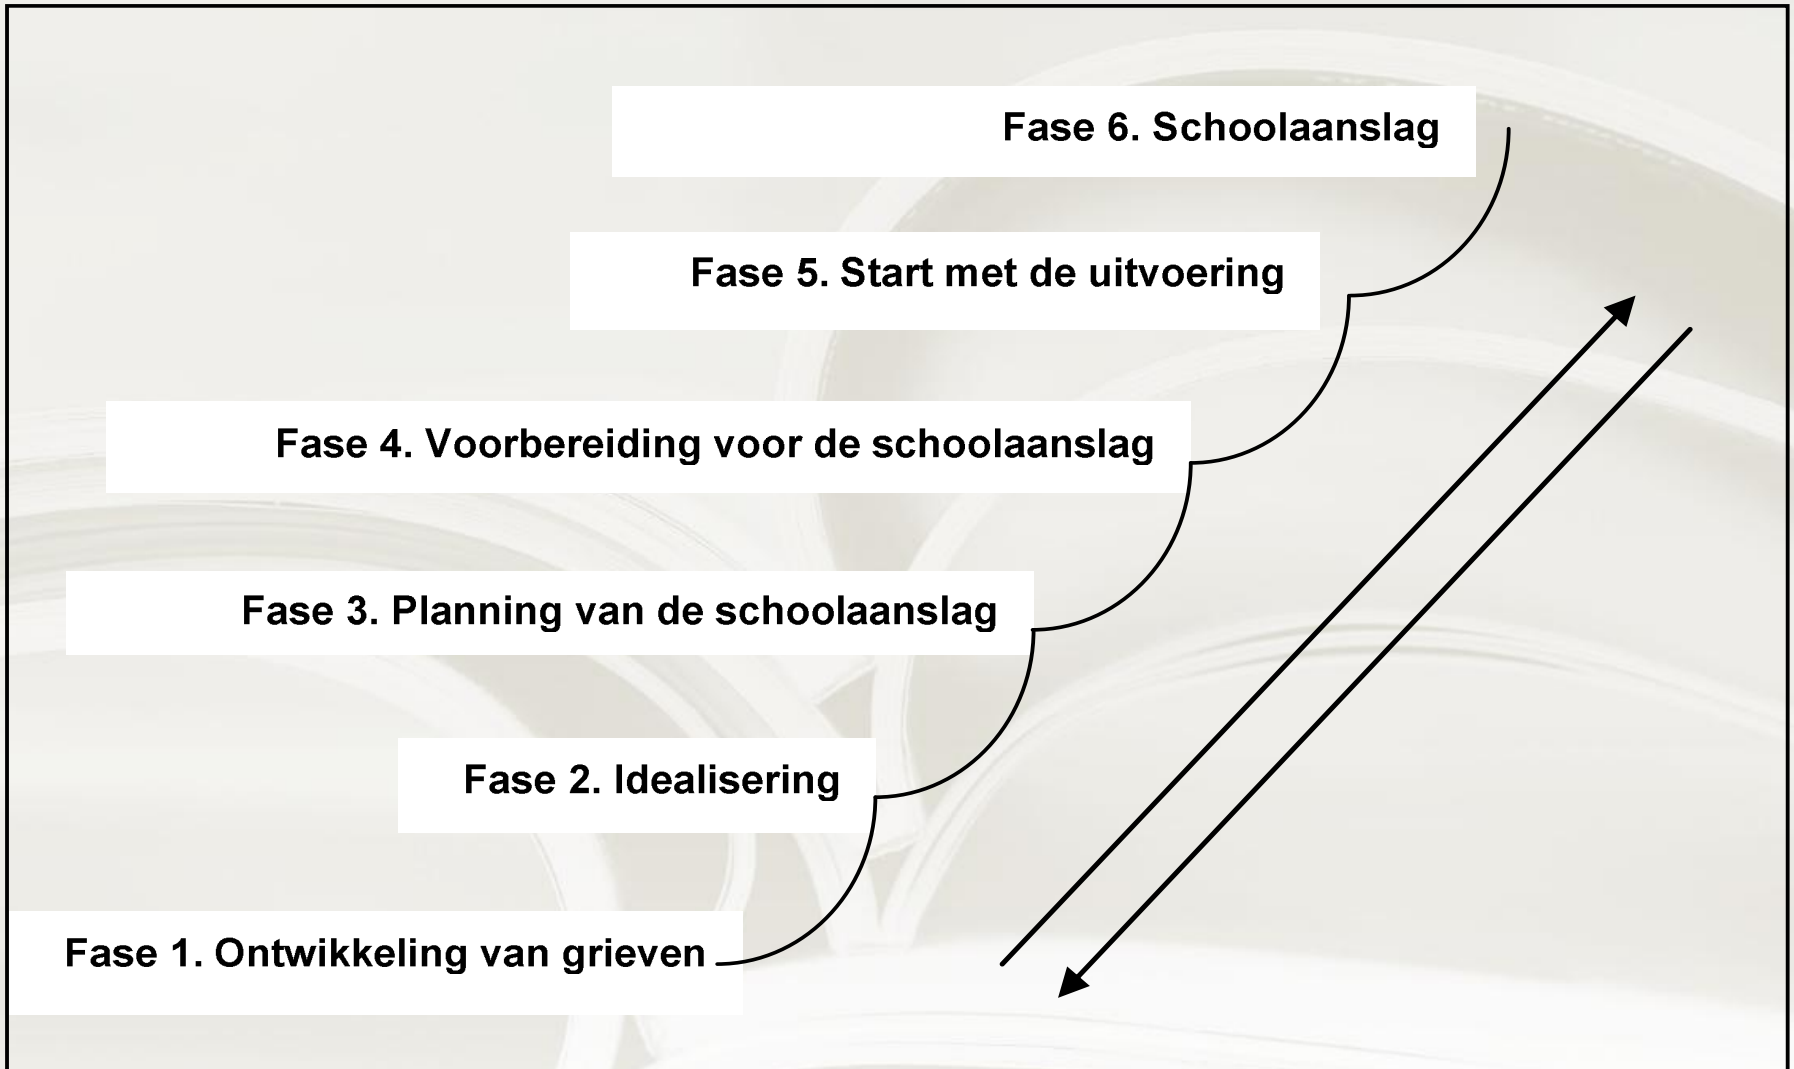 Fase 6. Schoolaanslag
Fase 5. Start met de uitvoering
Fase 4. Voorbereiding voor de schoolaanslag
Fase 3. Planning van de schoolaanslag
Fase 2. Idealisering
Fase 1. Ontwikkeling van grieven